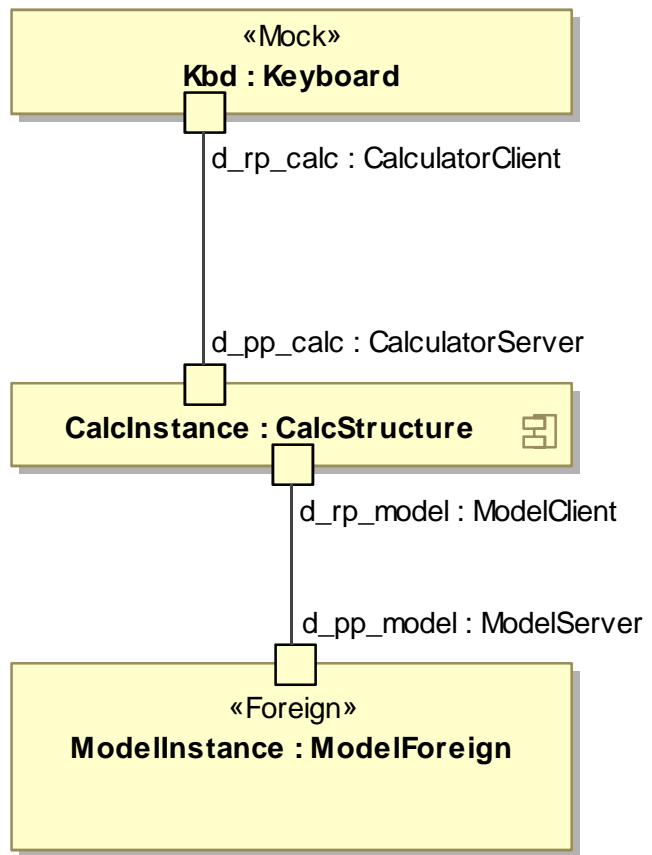 «Mock»
Kbd : Keyboard
d_rp_calc : CalculatorClient
d_pp_calc : CalculatorServer
CalcInstance : CalcStructure
d_rp_model : ModelClient
d_pp_model : ModelServer
«Foreign»
ModelInstance : ModelForeign